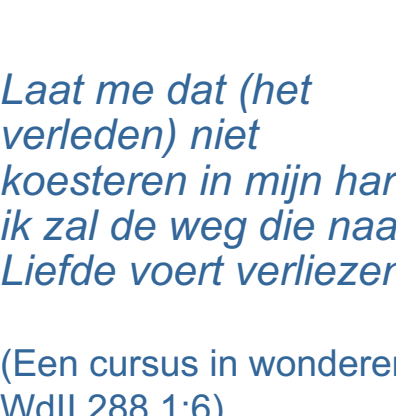 Laat me dat (het
verleden) niet
koesteren in mijn
ik zal de weg die
Liefde voert
(Een cursus in
WdII 288.1:6)